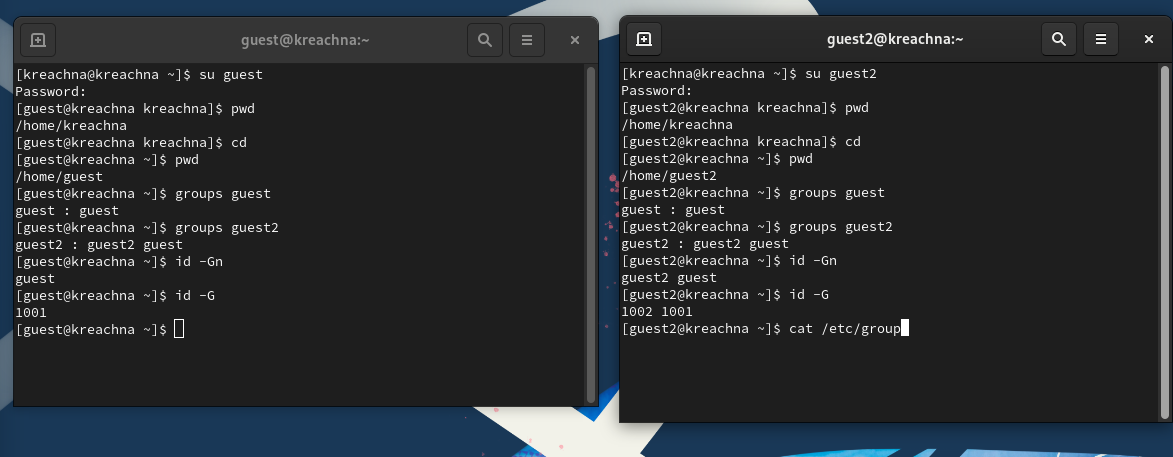 guest@kreachna:~
[kreachna@kreachna ~]$ su guest
Password:
[guest@kreachna kreachna]$ pwd
/home/kreachna
[guest@kreachna kreachna]$ cd
[guest@kreachna ~]$ pwd
/home/guest
[guest@kreachna ~]$ groups guest
guest : guest
[guest@kreachna ~]$ groups guest2
guest2 : guest2 guest
[guest@kreachna ~]$ id -Gn
guest
[guest@kreachna ~]$ id -G
1001
[guest@kreachna ~]$
guest2@kreachna:~
[kreachna@kreachna ~]$ su guest2
Password:
[guest2@kreachna kreachna]$ pwd
/home/kreachna
[guest2@kreachna kreachna]$ cd
[guest2@kreachna ~]$ pwd
/home/guest2
[guest2@kreachna ~]$ groups guest
guest : guest
[guest2@kreachna ~]$ groups guest2
guest2 : guest2 guest
[guest2@kreachna ~]$ id -Gn
guest2 guest
[guest2@kreachna ~]$ id -G
1002 1001
[guest2@kreachna ~]$ cat /etc/group